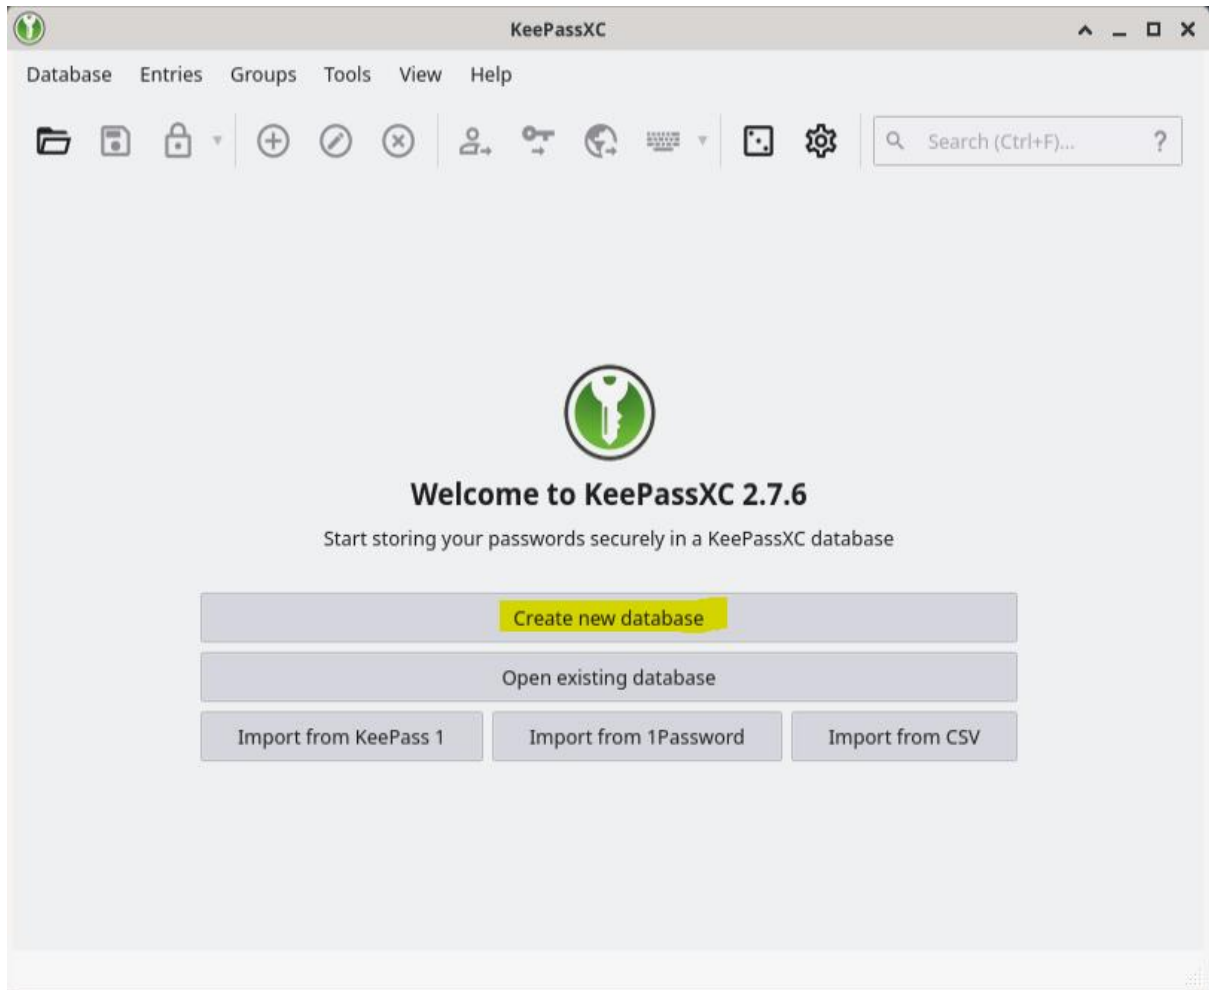 KeePassXC
Database Entries Groups Tools View Help
Search (Ctrl+F)... ?
Welcome to KeePassXC 2.7.6
Start storing your passwords securely in a KeePassXC database
Create new database
Open existing database
Import from KeePass 1 Import from 1Password Import from CSV